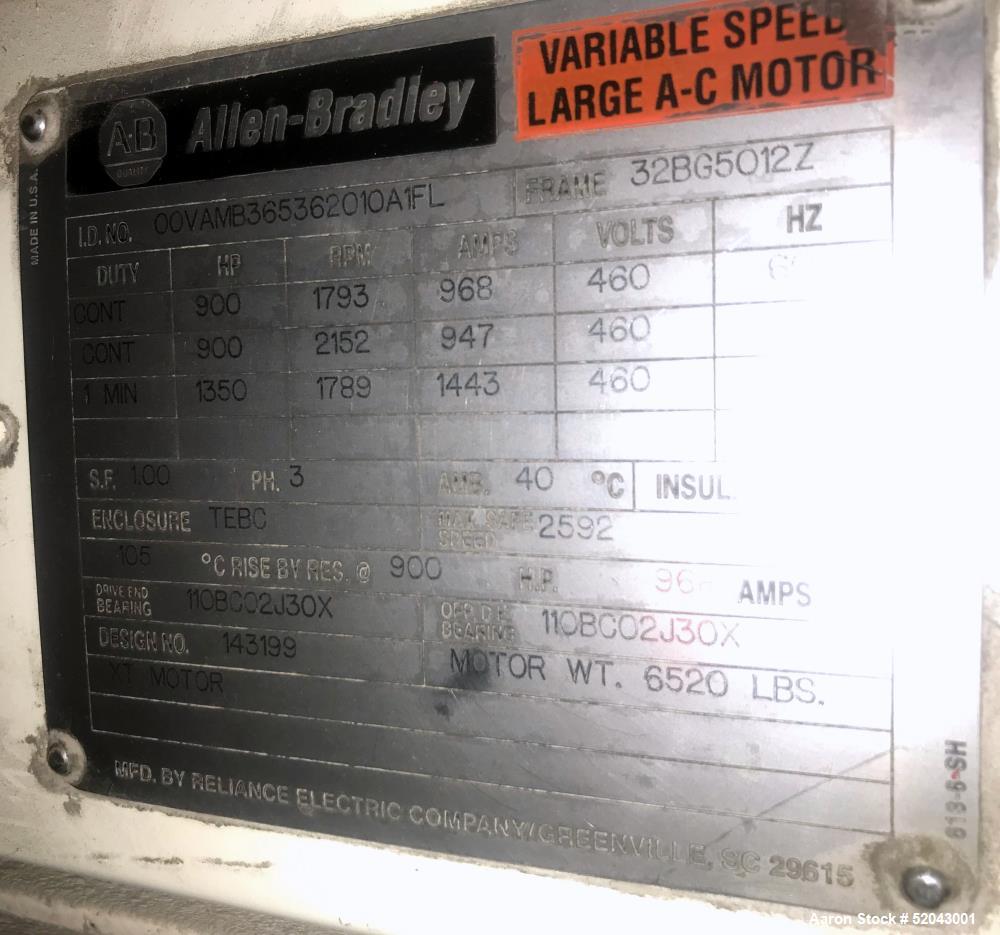 VARIABLE SPEED
LARGE A-C MOTOR
A-B
QUALITY
Allen-Bradley
MADE IN U.S.A.
I.D. NO. 00VAMB365362010A1FL FRAME 32BG5012Z
DUTY HP RPM AMPS VOLTS HZ
CONT 900 1793 968 460
CONT 900 2152 947 460
1 MIN 1350 1789 1443 460
S.F. 1.00 PH. 3 AMB. 40 °C INSUL.
ENCLOSURE TEBC MAX. SAFE SPEED 2592
105 °C RISE BY RES. @ 900 H.P. AMPS
DRIVE END BEARING 110BC02J30X OPP. D.E. BEARING 110BC02J30X
DESIGN NO. 143199
XT MOTOR MOTOR WT. 6520 LBS.
MFD. BY RELIANCE ELECTRIC COMPANY/GREENVILLE, SC 29615
613-6-SH
Aaron Stock # 52043001